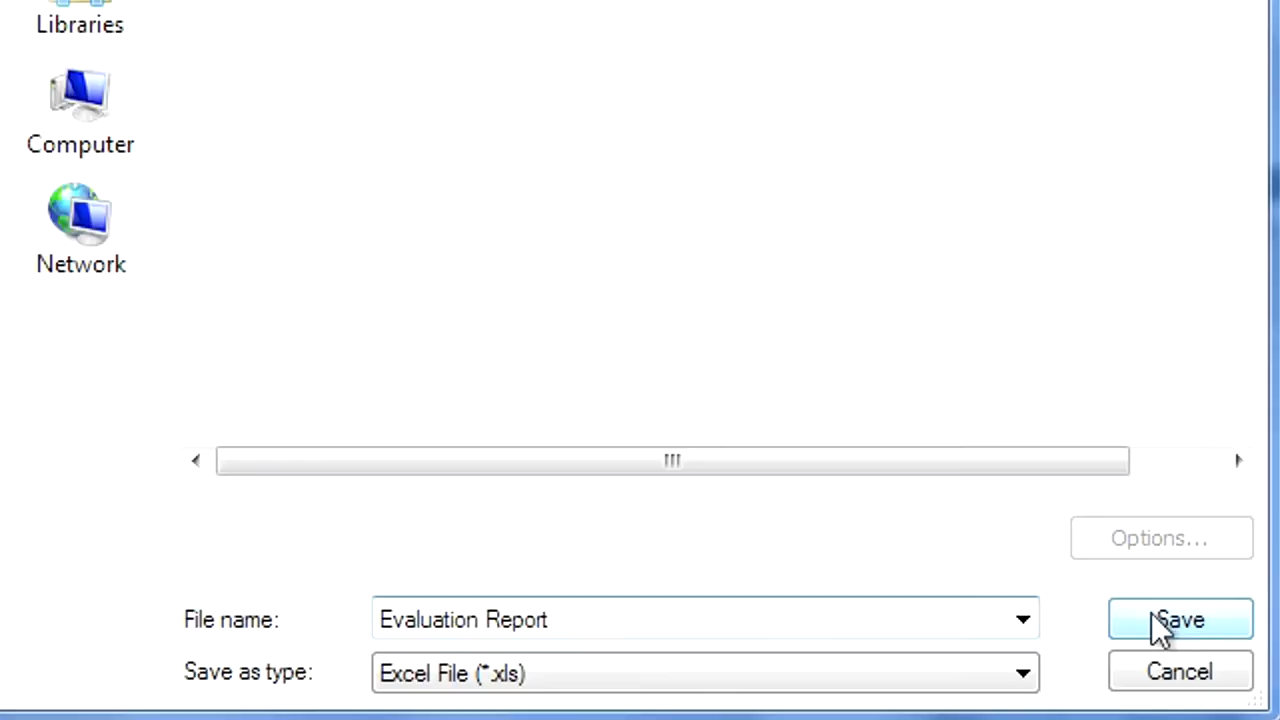 Libraries
Computer
Network
Options...
File name:
Evaluation Report
Save
Save as type:
Excel File (*.xls)
Cancel